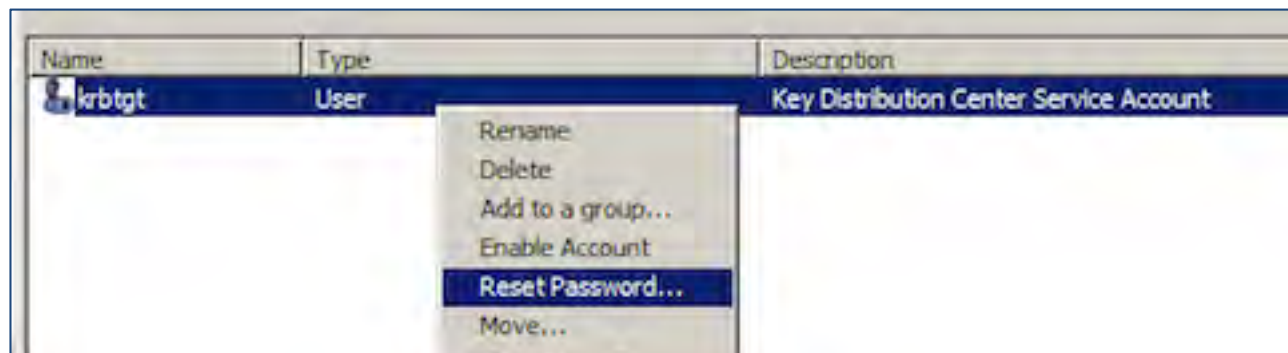 Name Type Description
krbtgt User Key Distribution Center Service Account
Rename
Delete
Add to a group...
Enable Account
Reset Password...
Move...